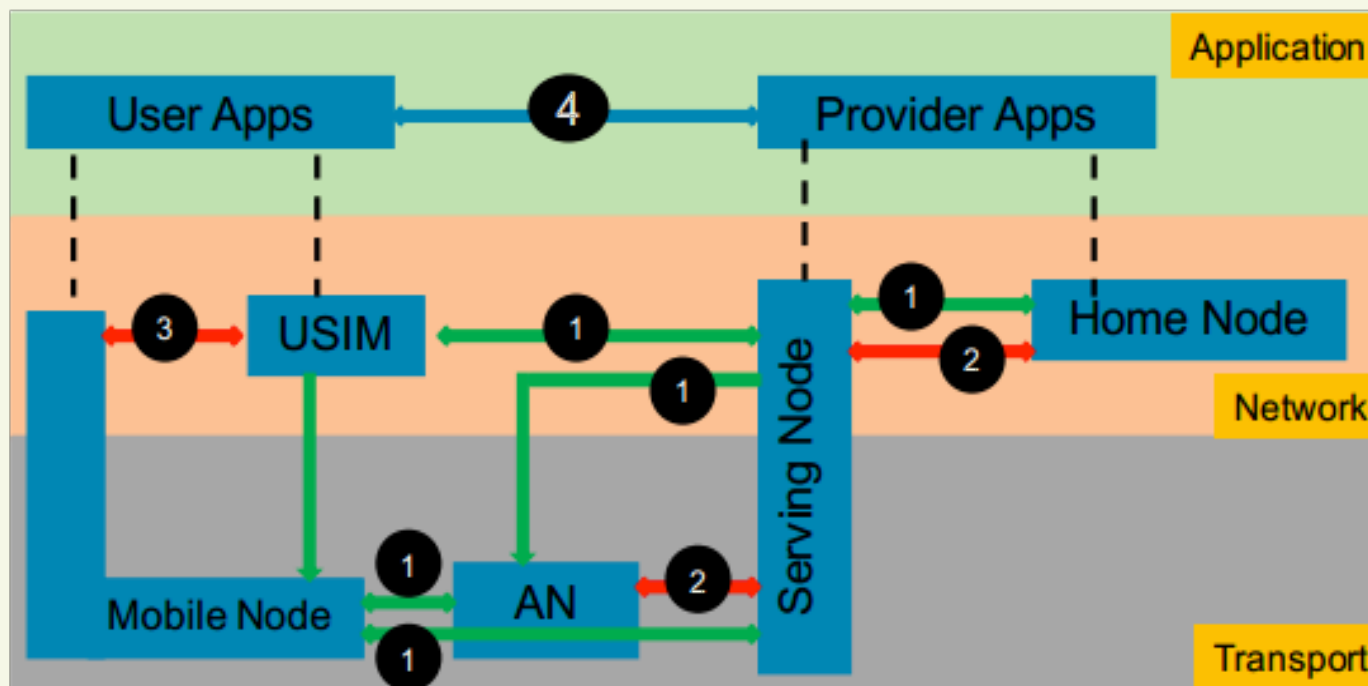 Application
User Apps
4
Provider Apps
3
USIM
1
1
1
2
Home Node
Network
Serving Node
1
Mobile Node
AN
2
1
Transport